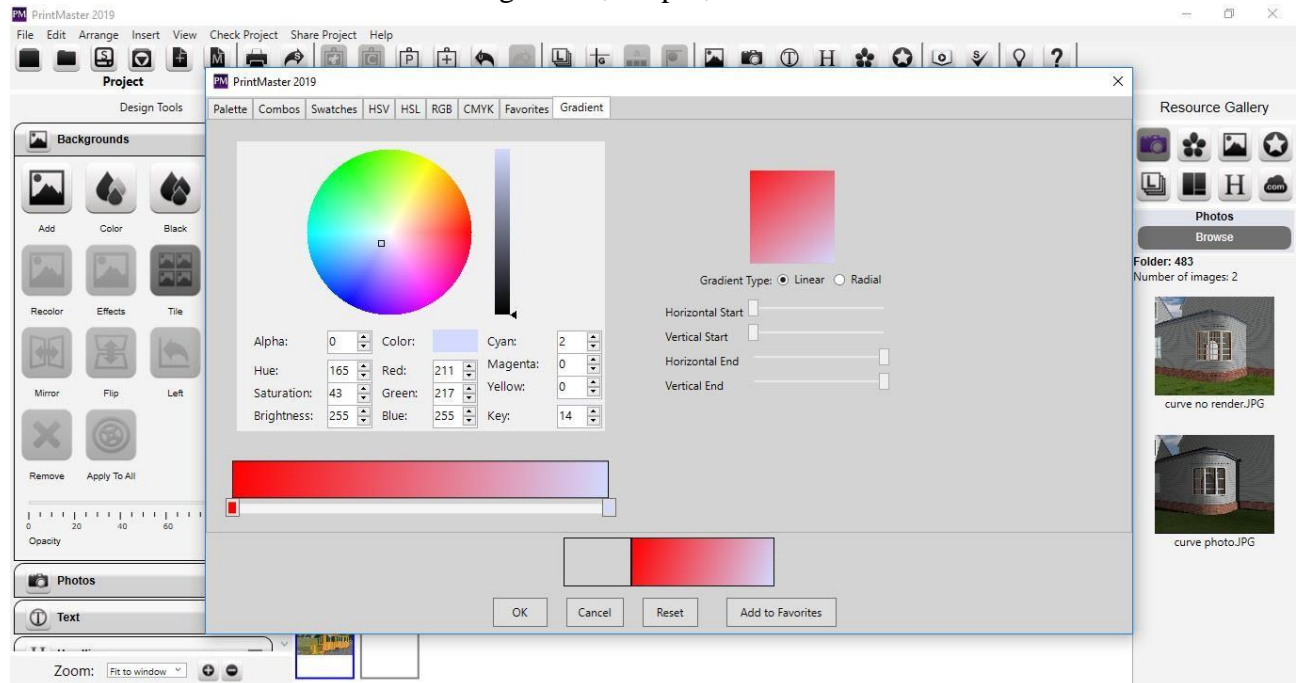 PM PrintMaster 2019
File Edit Arrange Insert View Check Project Share Project Help
Project
Design Tools
Backgrounds
Add Color Black
Recolor Effects Tile
Mirror Flip Left
Remove Apply To All
0 20 40 60
Opacity
Photos
Text
Zoom: Fit to window
PM PrintMaster 2019
Palette Combos Swatches HSV HSL RGB CMYK Favorites Gradient
Alpha: 0 Color: Cyan: 2
Hue: 165 Red: 211 Magenta: 0
Saturation: 43 Green: 217 Yellow: 0
Brightness: 255 Blue: 255 Key: 14
Gradient Type: Linear Radial
Horizontal Start
Vertical Start
Horizontal End
Vertical End
OK Cancel Reset Add to Favorites
Resource Gallery
Photos
Browse
Folder: 483
Number of images: 2
curve no render.JPG
curve photo.JPG